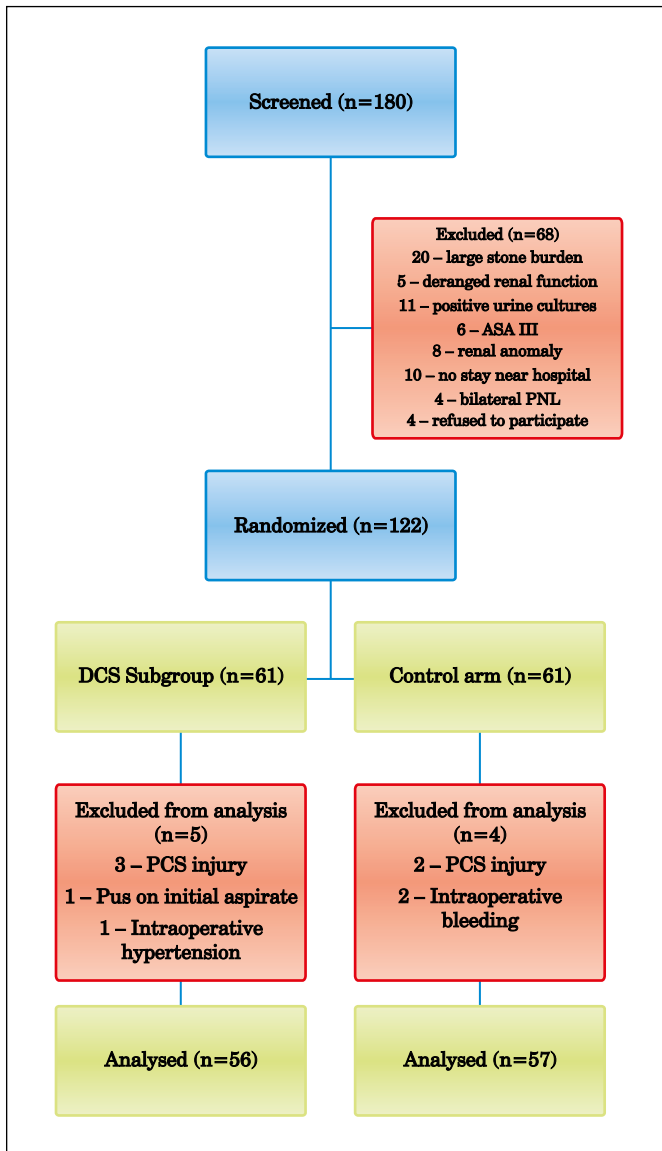 Screened (n=180)
Excluded (n=68)
20 – large stone burden
5 – deranged renal function
11 – positive urine cultures
6 – ASA III
8 – renal anomaly
10 – no stay near hospital
4 – bilateral PNL
4 – refused to participate
Randomized (n=122)
DCS Subgroup (n=61)
Control arm (n=61)
Excluded from analysis
(n=5)
3 – PCS injury
1 – Pus on initial aspirate
1 – Intraoperative
hypertension
Excluded from analysis
(n=4)
2 – PCS injury
2 – Intraoperative
bleeding
Analysed (n=56)
Analysed (n=57)